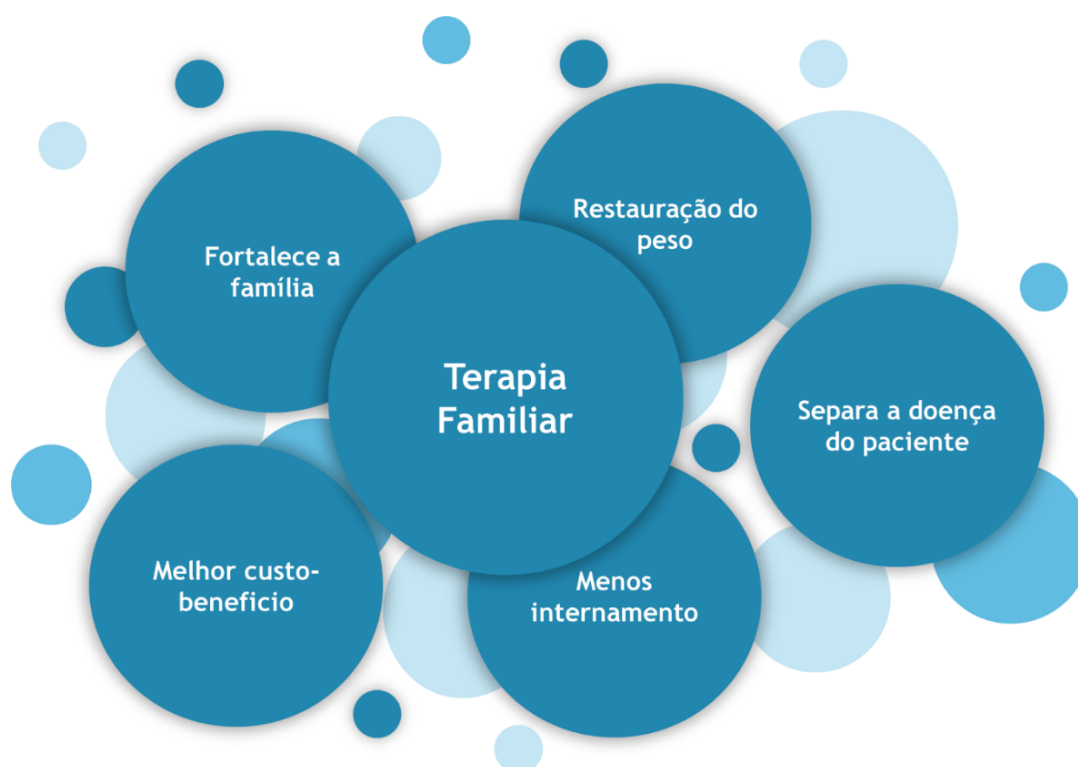 Fortalece a
família
Restauração do
peso
Terapia
Familiar
Separa a doença
do paciente
Melhor custo-
beneficio
Menos
internamento